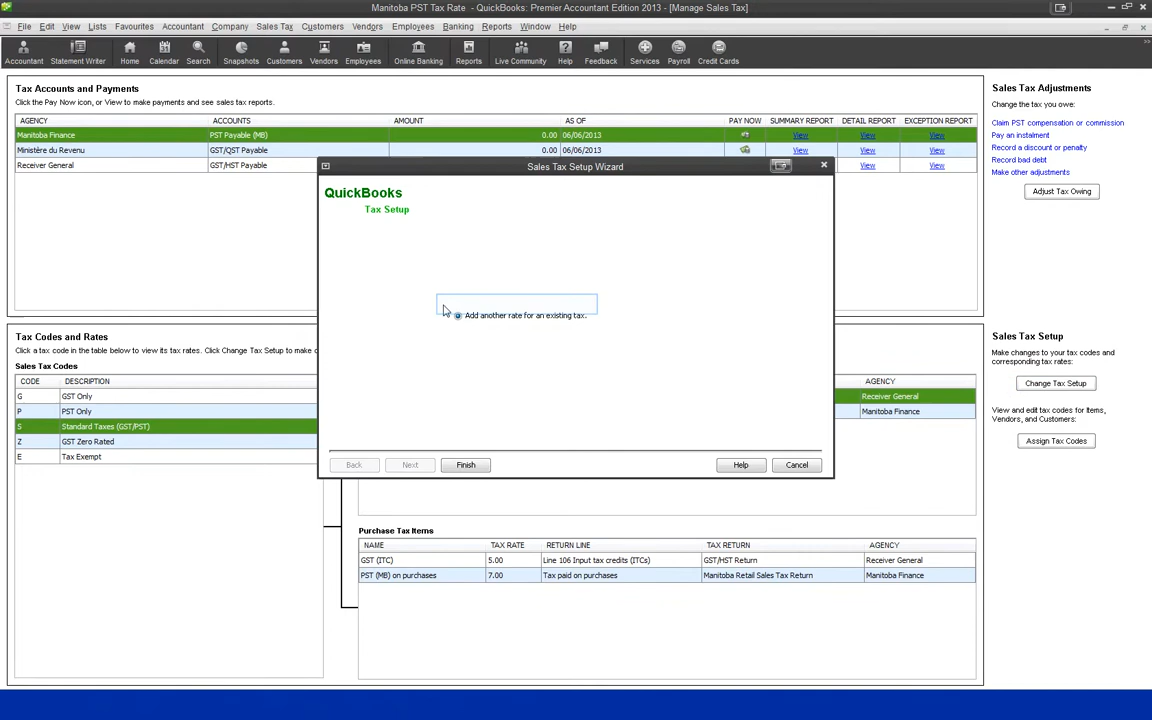 Manitoba PST Tax Rate - QuickBooks: Premier Accountant Edition 2013 - [Manage Sales Tax]
File Edit View Lists Favourites Accountant Company Sales Tax Customers Vendors Employees Banking Reports Window Help
Accountant Statement Writer Home Calendar Search Snapshots Customers Vendors Employees Online Banking Reports Live Community Help Feedback Services Payroll Credit Cards
Tax Accounts and Payments
Click the Pay Now icon, or View to make payments and see sales tax reports.
AGENCY ACCOUNTS AMOUNT AS OF PAY NOW SUMMARY REPORT DETAIL REPORT EXCEPTION REPORT
Manitoba Finance PST Payable (MB) 0.00 06/06/2013 View View View
Ministère du Revenu GST/QST Payable 0.00 06/06/2013 View View View
Receiver General GST/HST Payable View View View
Sales Tax Adjustments
Change the tax you owe:
Claim PST compensation or commission
Pay an instalment
Record a discount or penalty
Record bad debt
Make other adjustments
Adjust Tax Owing
Sales Tax Setup Wizard
QuickBooks
Tax Setup
Add another rate for an existing tax.
Back Next Finish Help Cancel
Tax Codes and Rates
Click a tax code in the table below to view its tax rates. Click Change Tax Setup to make
Sales Tax Codes
CODE DESCRIPTION
G GST Only
P PST Only
S Standard Taxes (GST/PST)
Z GST Zero Rated
E Tax Exempt
AGENCY
Receiver General
Manitoba Finance
Purchase Tax Items
NAME TAX RATE RETURN LINE TAX RETURN AGENCY
GST (ITC) 5.00 Line 106 Input tax credits (ITCs) GST/HST Return Receiver General
PST (MB) on purchases 7.00 Tax paid on purchases Manitoba Retail Sales Tax Return Manitoba Finance
Sales Tax Setup
Make changes to your tax codes and
corresponding tax rates:
Change Tax Setup
View and edit tax codes for Items,
Vendors, and Customers:
Assign Tax Codes